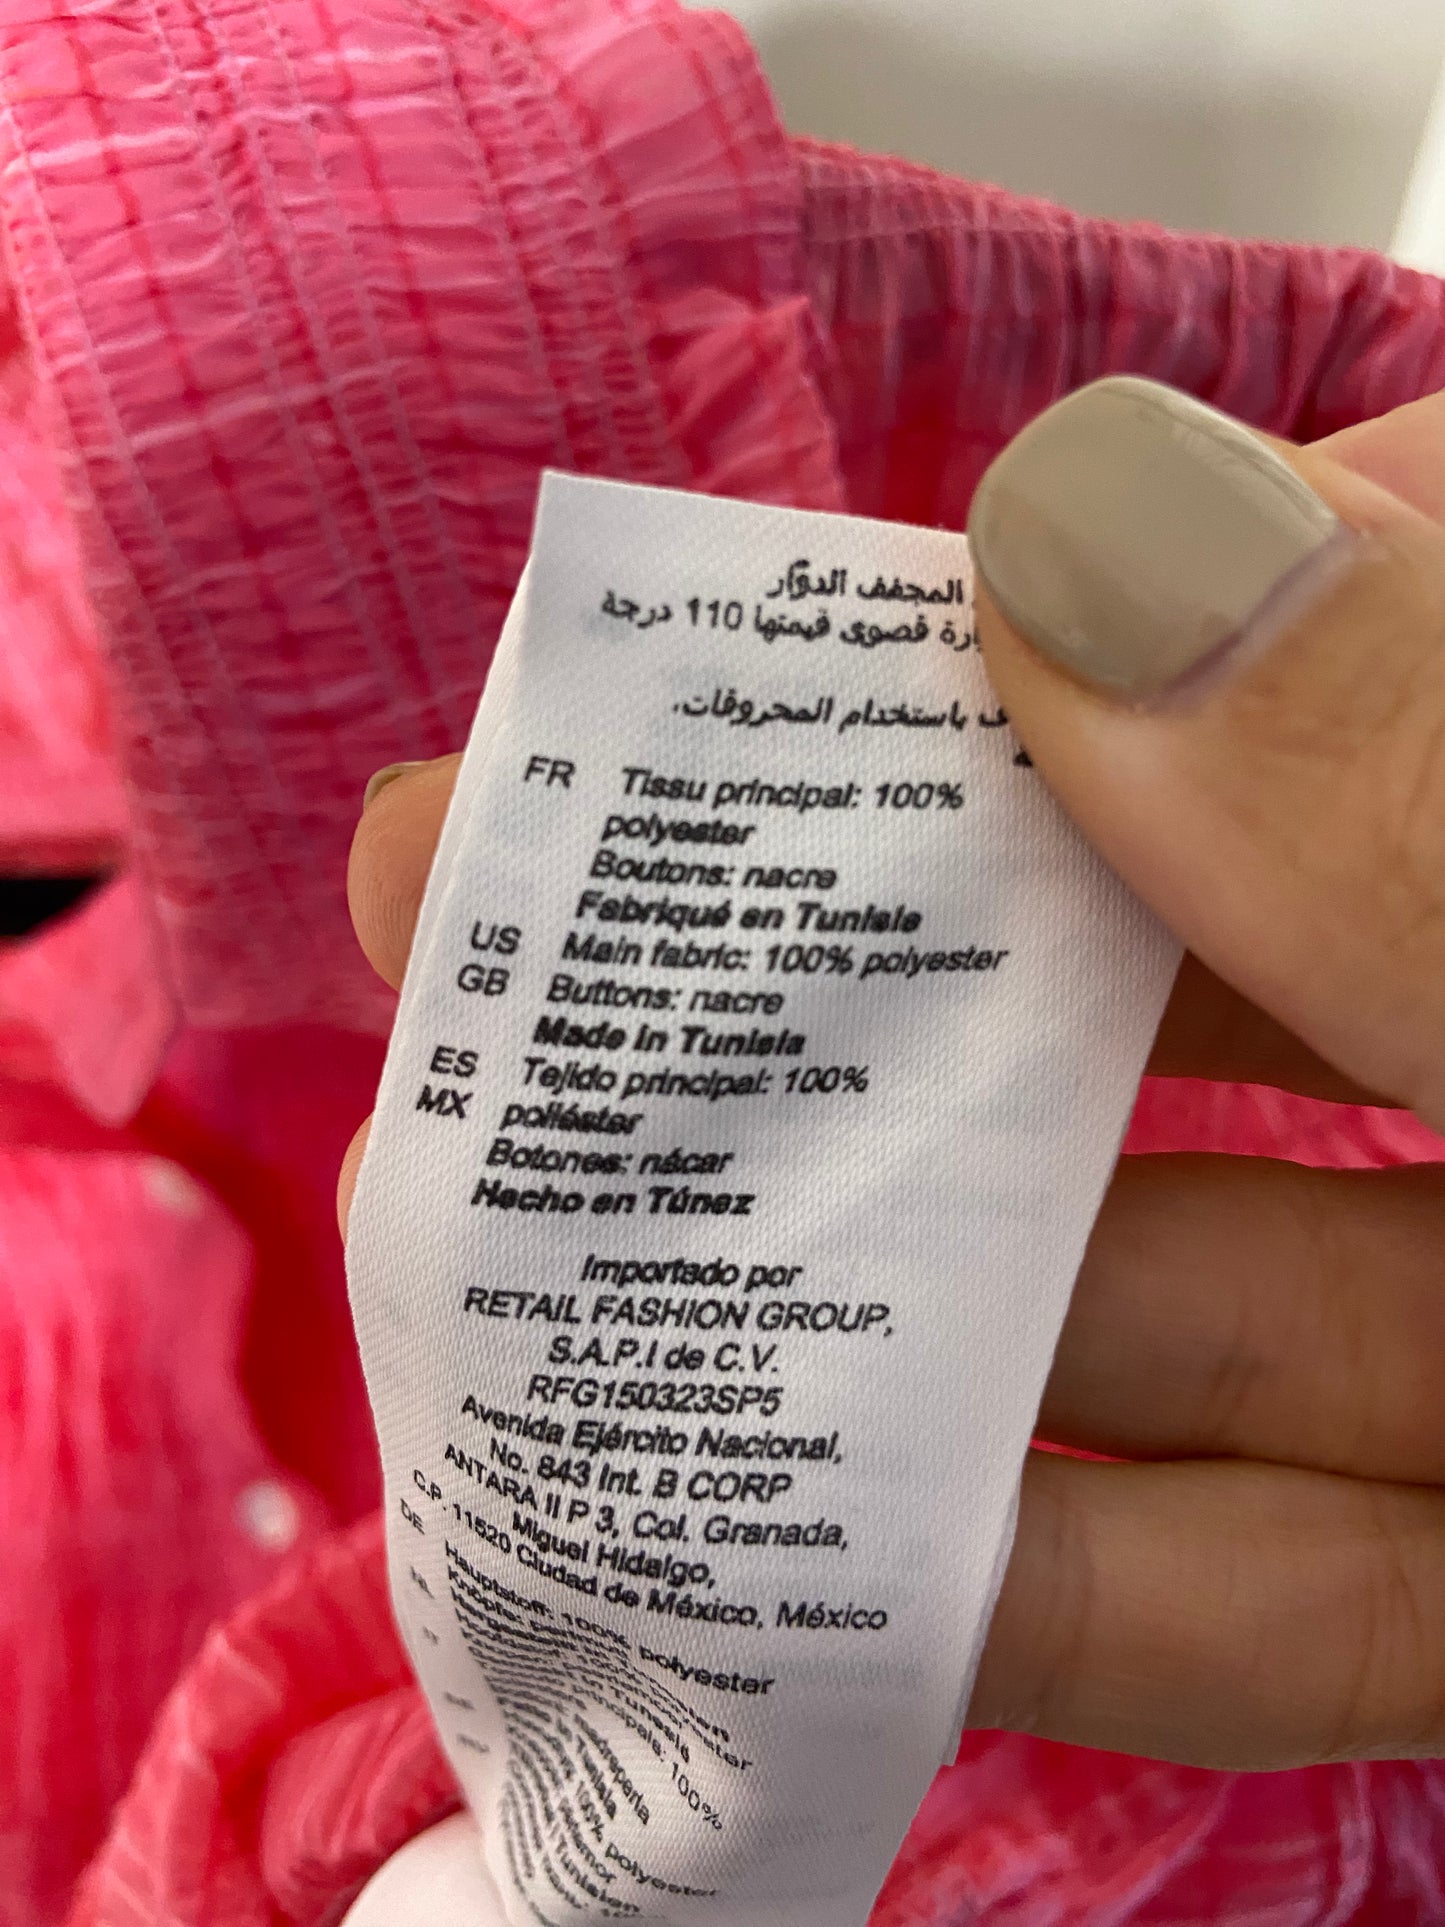 المجفف الدوّار
قصوى قيمتها 110 درجة
باستخدام المحروقات.
FR Tissu principal: 100%
polyester
Boutons: nacre
Fabriqué en Tunisie
US Main fabric: 100% polyester
GB Buttons: nacre
Made in Tunisia
ES Tejido principal: 100%
MX poliéster
Botones: nácar
Hecho en Túnez
Importado por
RETAIL FASHION GROUP,
S.A.P.I de C.V.
RFG150323SP5
Avenida Ejército Nacional,
No. 843 Int. B CORP
ANTARA II P 3, Col. Granada,
Miguel Hidalgo,
C.P. 11520 Ciudad de México, México
DE Hauptstoff: 100% polyester